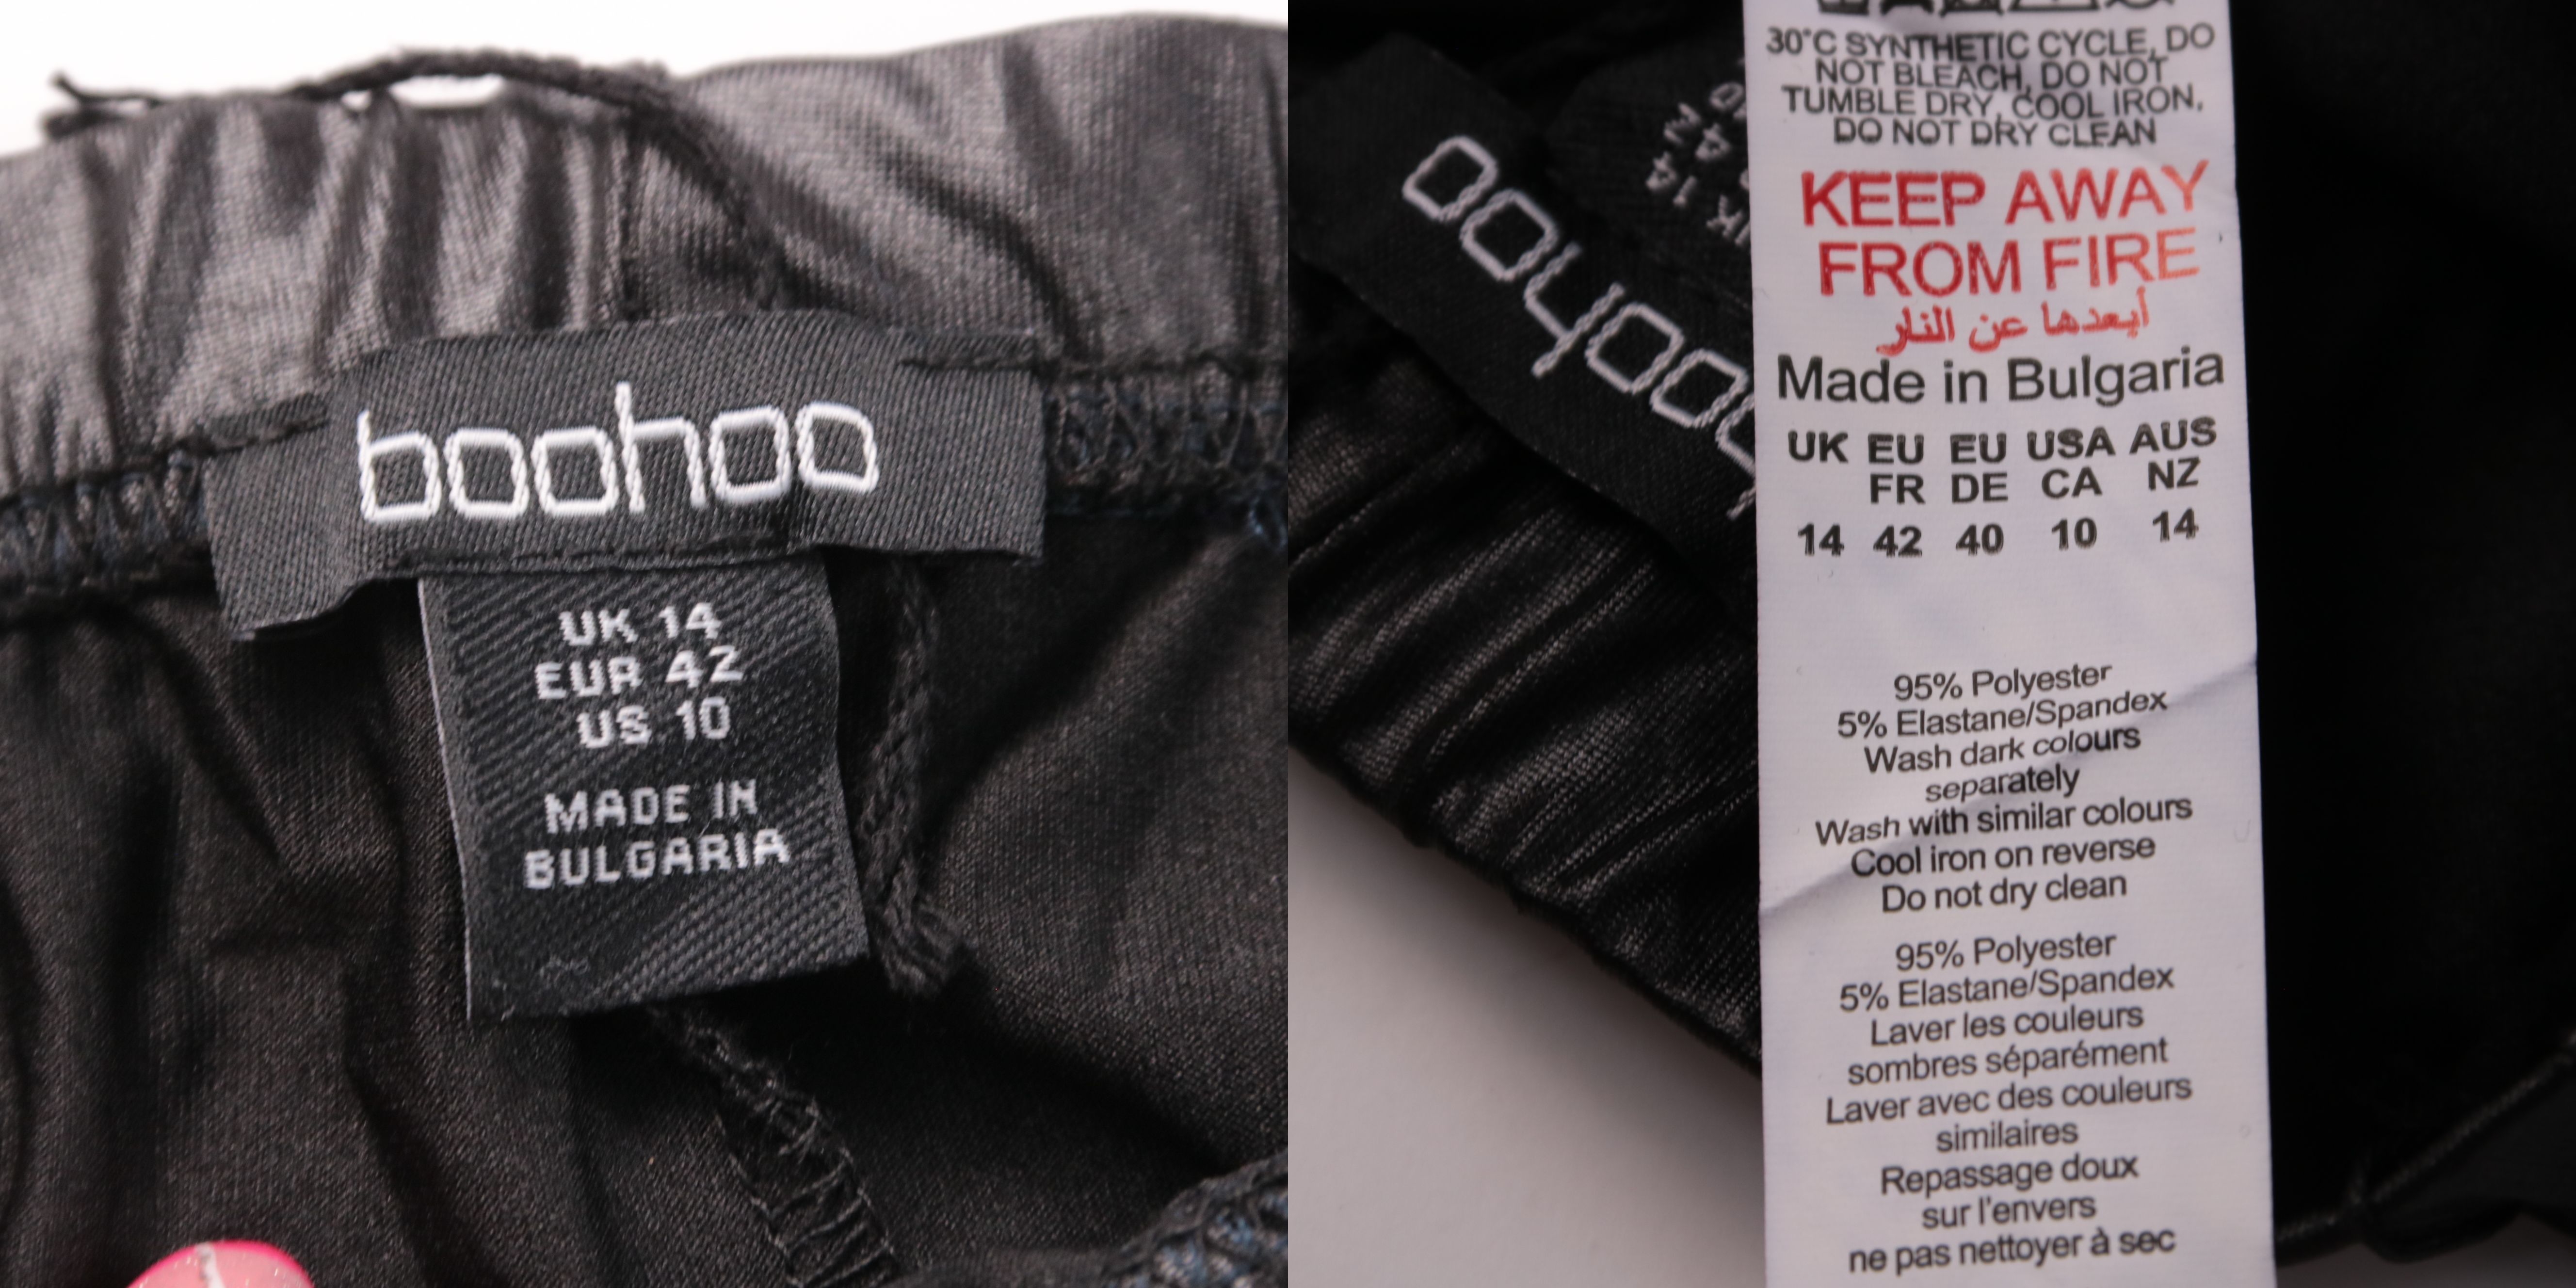 boohoo
UK 14
EUR 42
US 10
MADE IN
BULGARIA
boohoo
UK 14
42
30°C SYNTHETIC CYCLE, DO
NOT BLEACH, DO NOT
TUMBLE DRY, COOL IRON,
DO NOT DRY CLEAN
KEEP AWAY
FROM FIRE
أبعدها عن النار
Made in Bulgaria
UK EU EU USA AUS
FR DE CA NZ
14 42 40 10 14
95% Polyester
5% Elastane/Spandex
Wash dark colours
separately
Wash with similar colours
Cool iron on reverse
Do not dry clean
95% Polyester
5% Elastane/Spandex
Laver les couleurs
sombres séparément
Laver avec des couleurs
similaires
Repassage doux
sur l'envers
ne pas nettoyer à sec